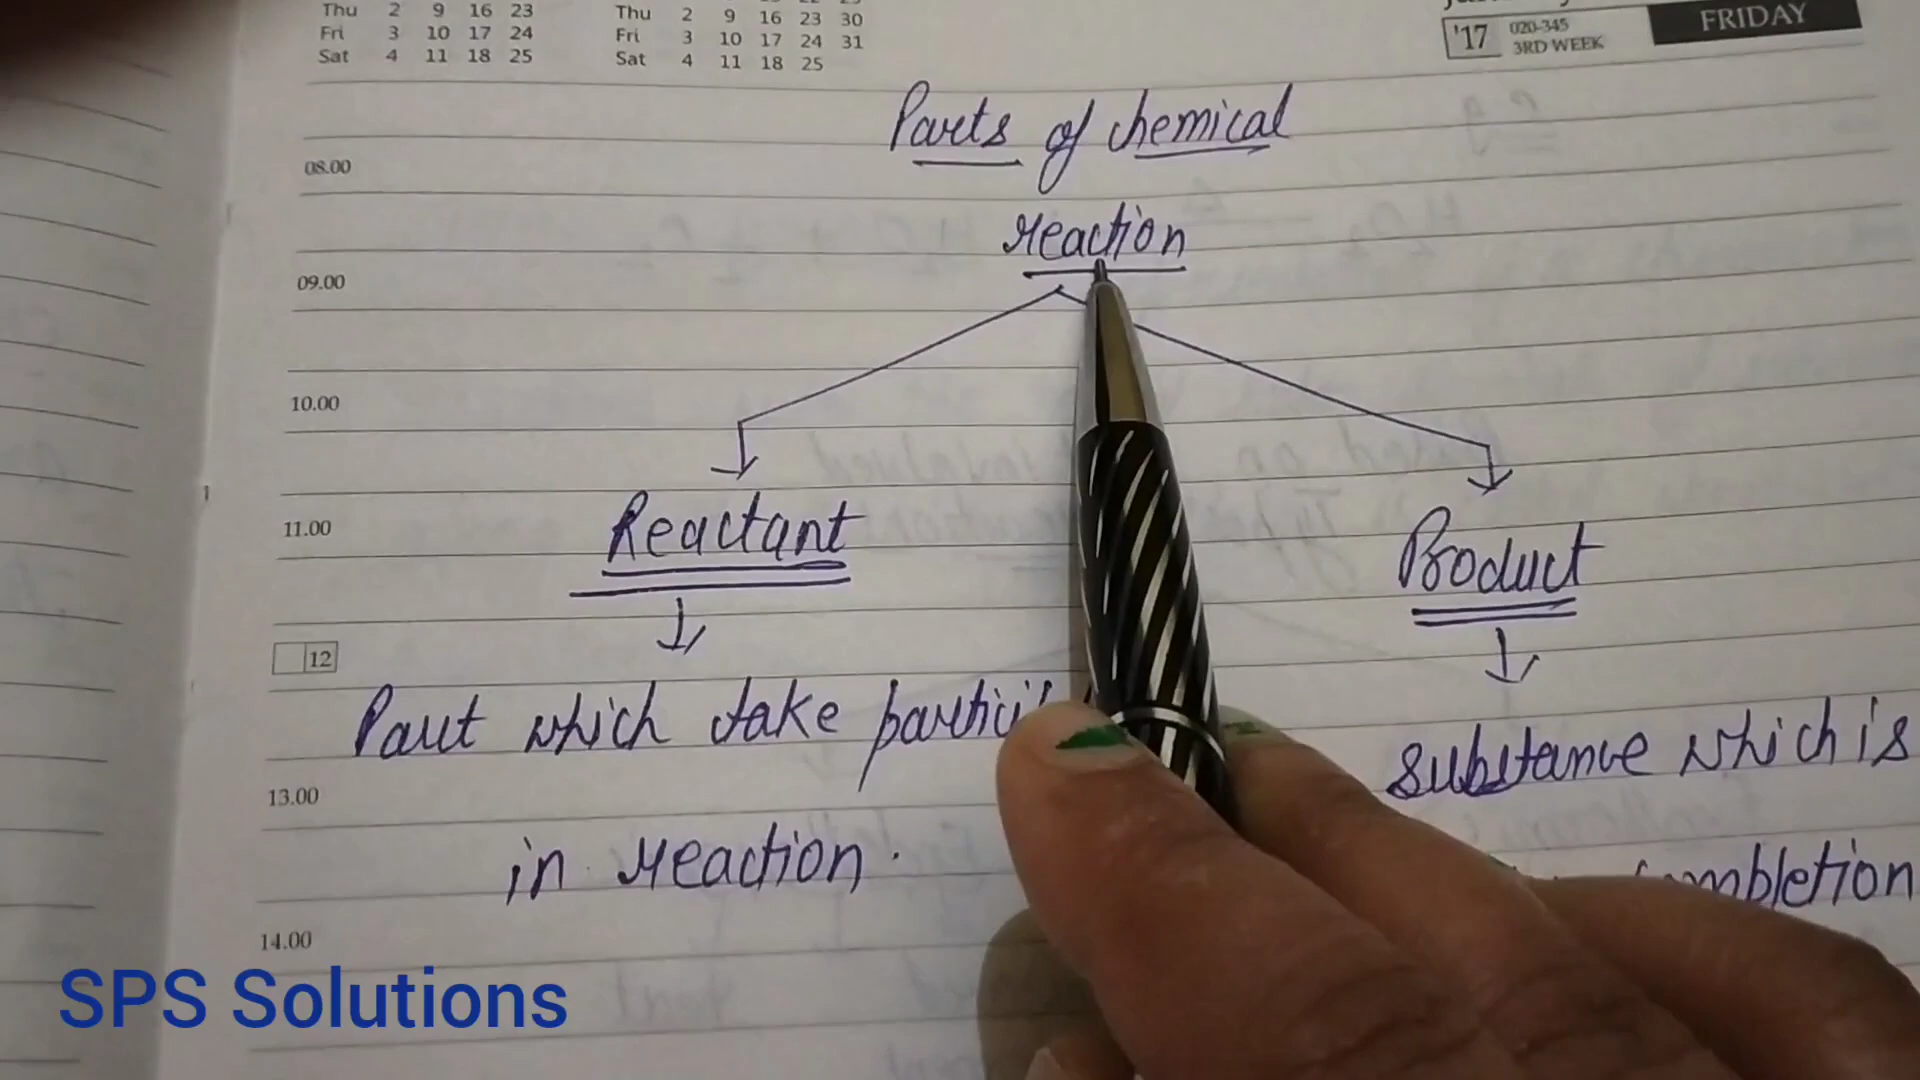 Thu 2 9 16 23
Fri 3 10 17 24
Sat 4 11 18 25
Thu 2 9 16 23 30
Fri 3 10 17 24 31
Sat 4 11 18 25
'17
020-345
3RD WEEK
FRIDAY
Parts of chemical
reaction
08.00
09.00
10.00
11.00
12
13.00
14.00
Reactant
Product
Part which take
in reaction.
substance which is
SPS Solutions